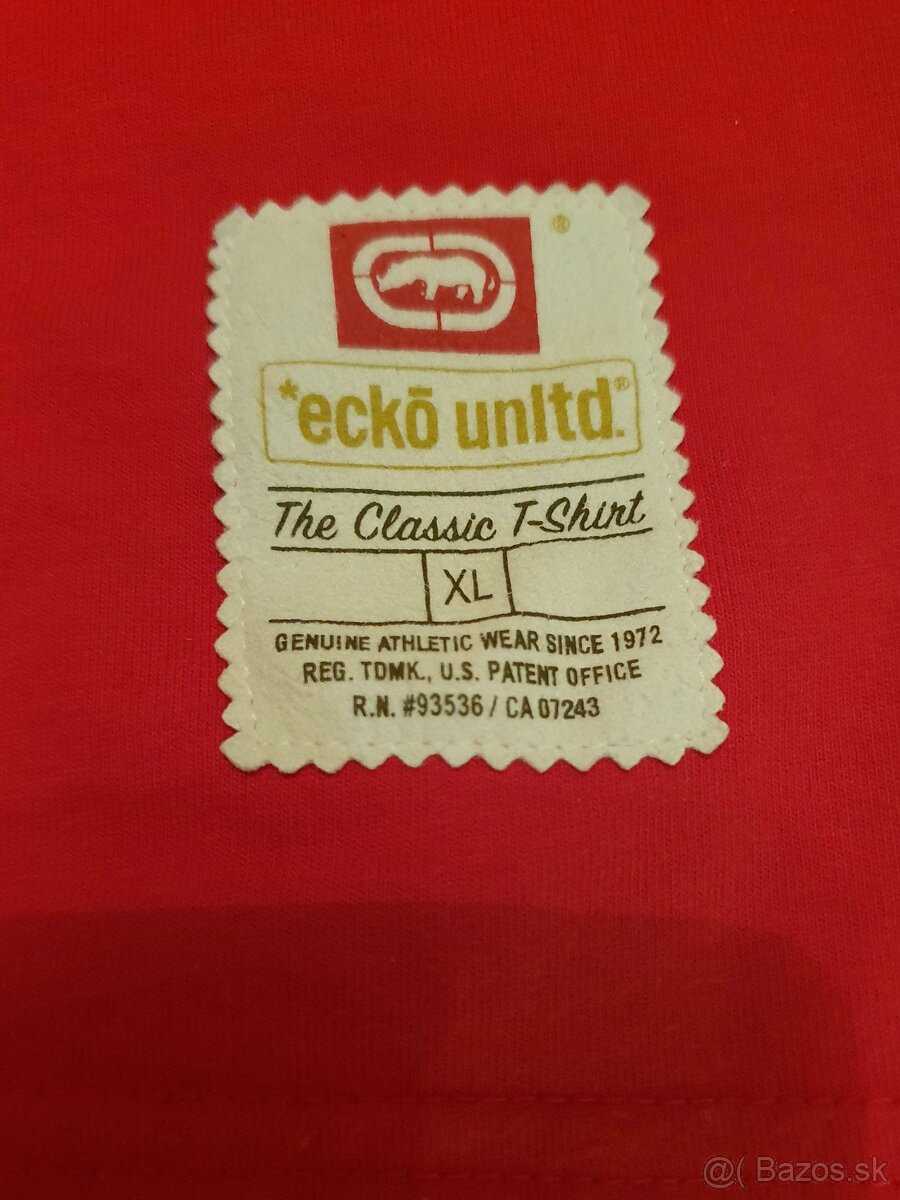 ®
*eckō unltd.®
The Classic T-Shirt
XL
GENUINE ATHLETIC WEAR SINCE 1972
REG. TDMK., U.S. PATENT OFFICE
R.N. #93536 / CA 07243
@( Bazos.sk